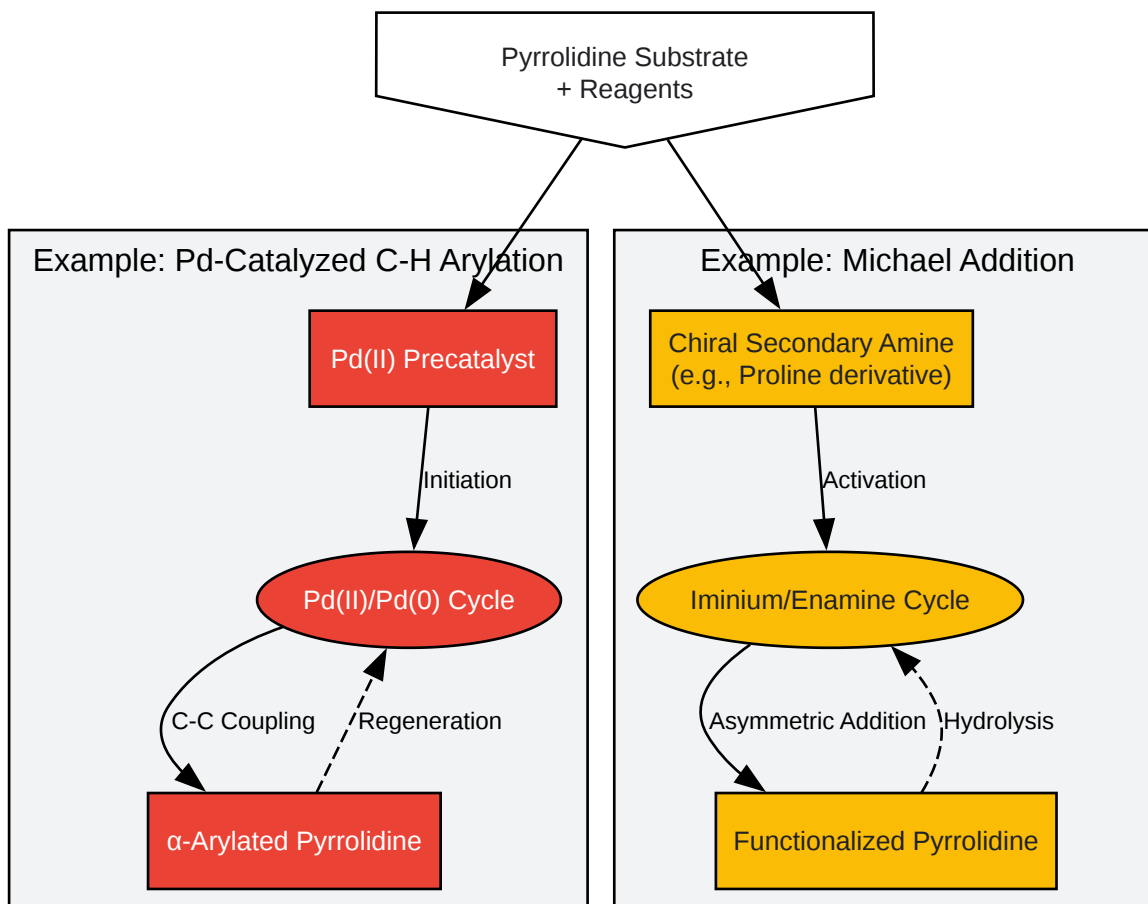 Pyrrolidine Substrate
+ Reagents
Example: Pd-Catalyzed C-H Arylation
Pd(II) Precatalyst
Initiation
Pd(II)/Pd(0) Cycle
C-C Coupling
Regeneration
α-Arylated Pyrrolidine
Example: Michael Addition
Chiral Secondary Amine
(e.g., Proline derivative)
Activation
Iminium/Enamine Cycle
Asymmetric Addition
Hydrolysis
Functionalized Pyrrolidine